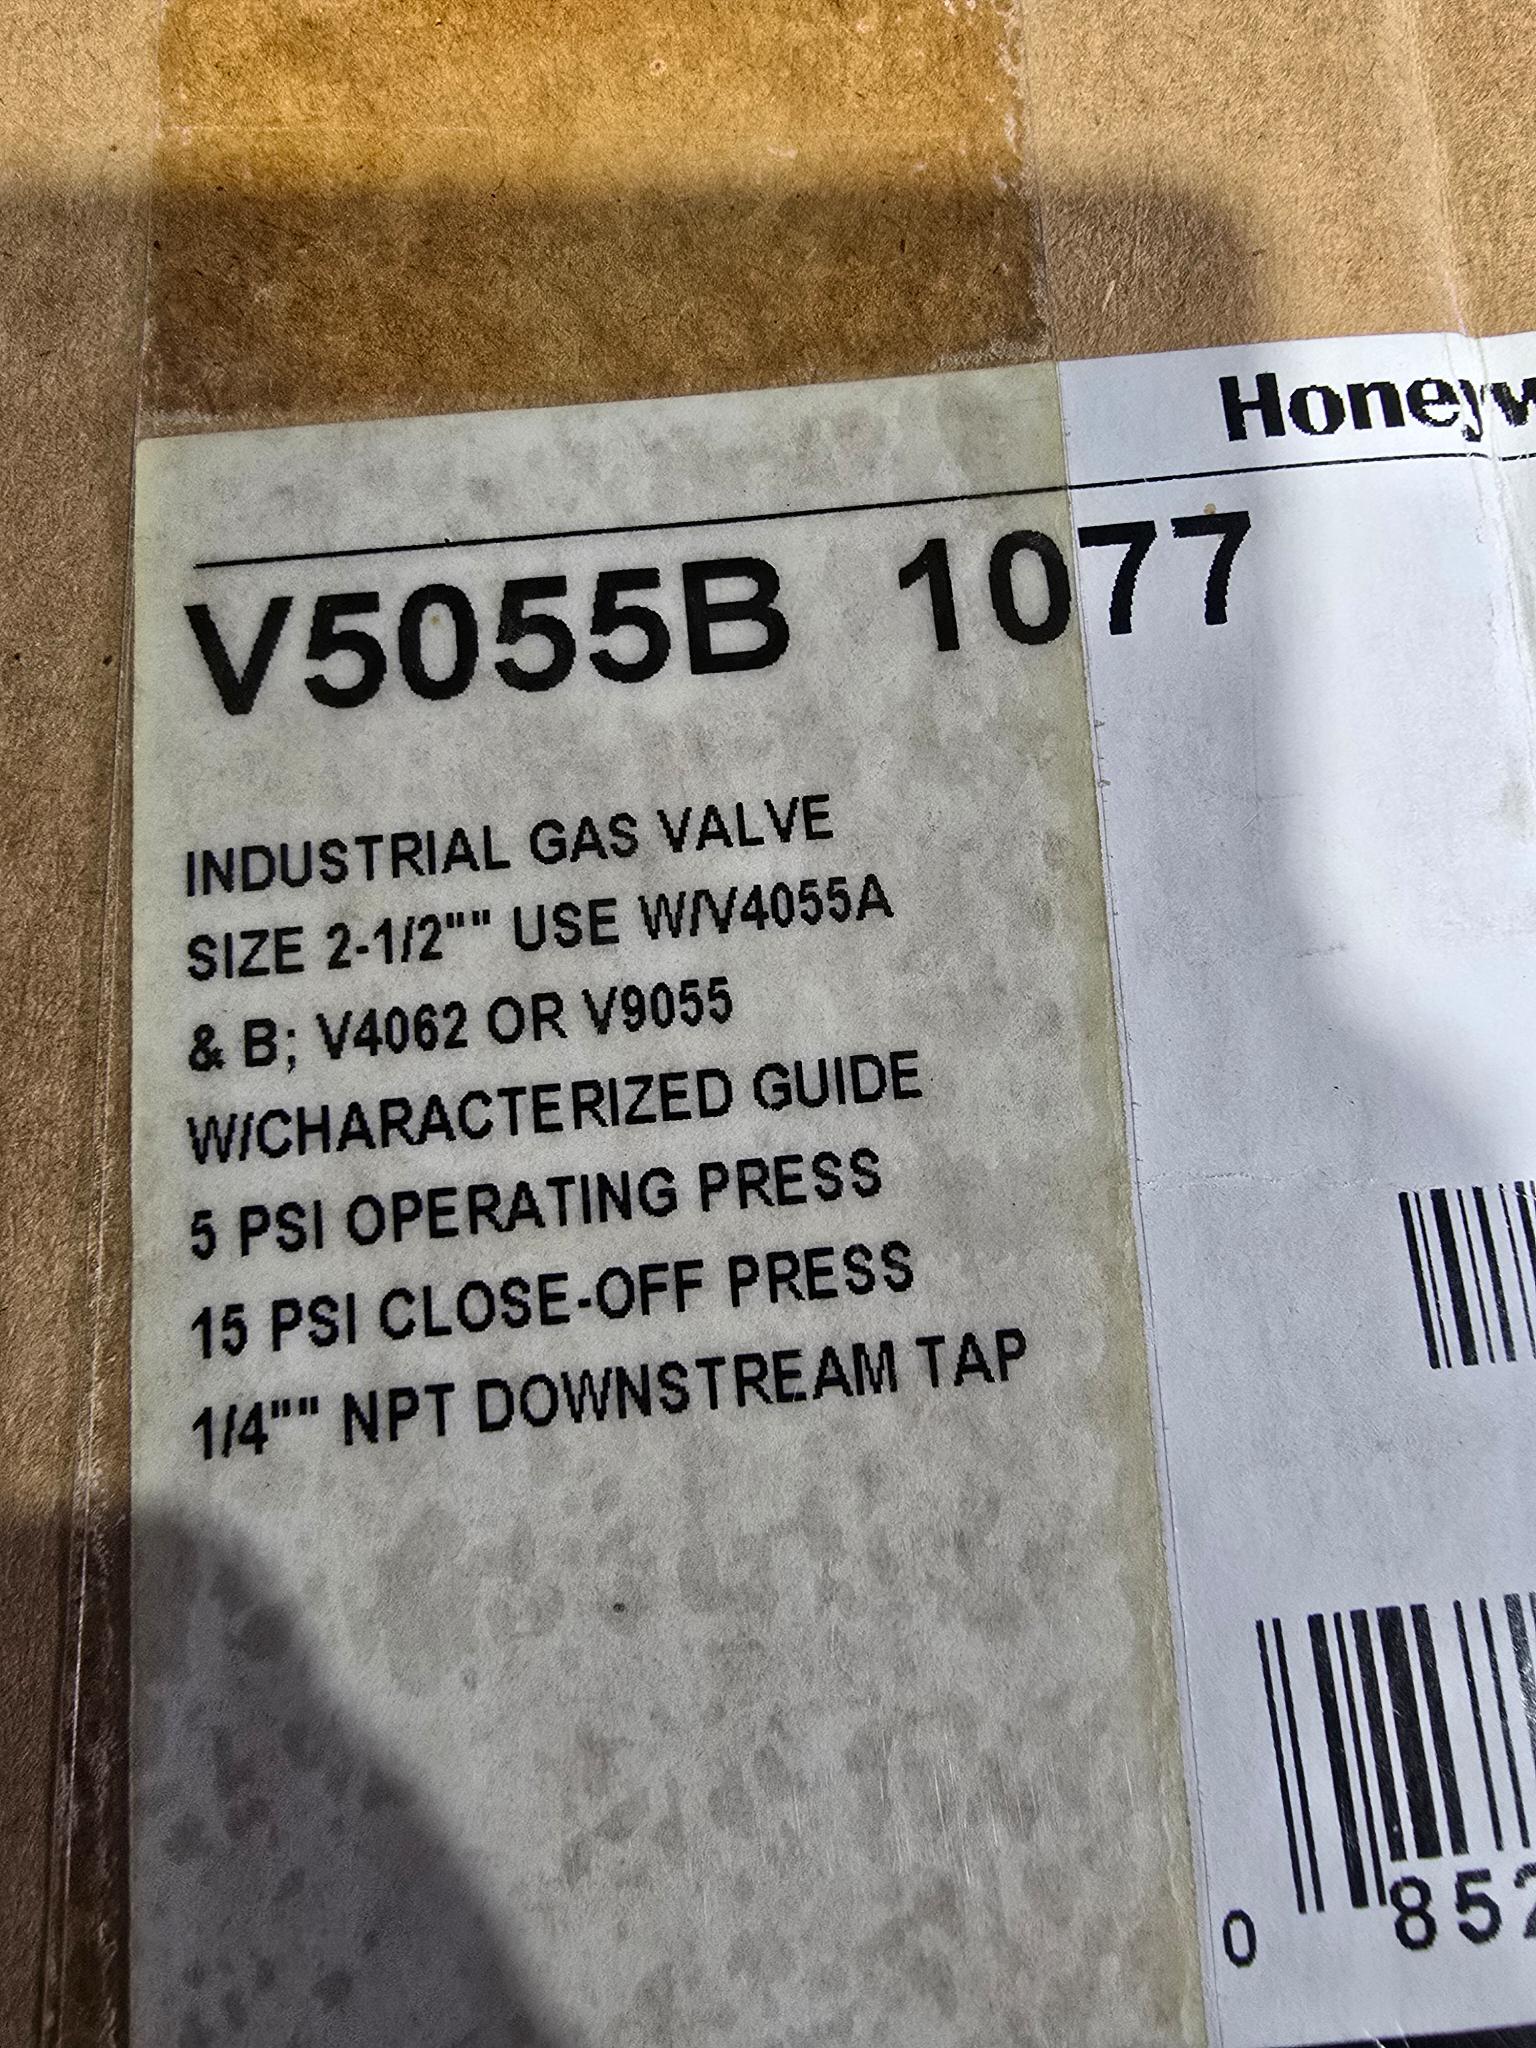 Honeyw
V5055B 1077
INDUSTRIAL GAS VALVE
SIZE 2-1/2"" USE W/V4055A
& B; V4062 OR V9055
W/CHARACTERIZED GUIDE
5 PSI OPERATING PRESS
15 PSI CLOSE-OFF PRESS
1/4"" NPT DOWNSTREAM TAP
0 852